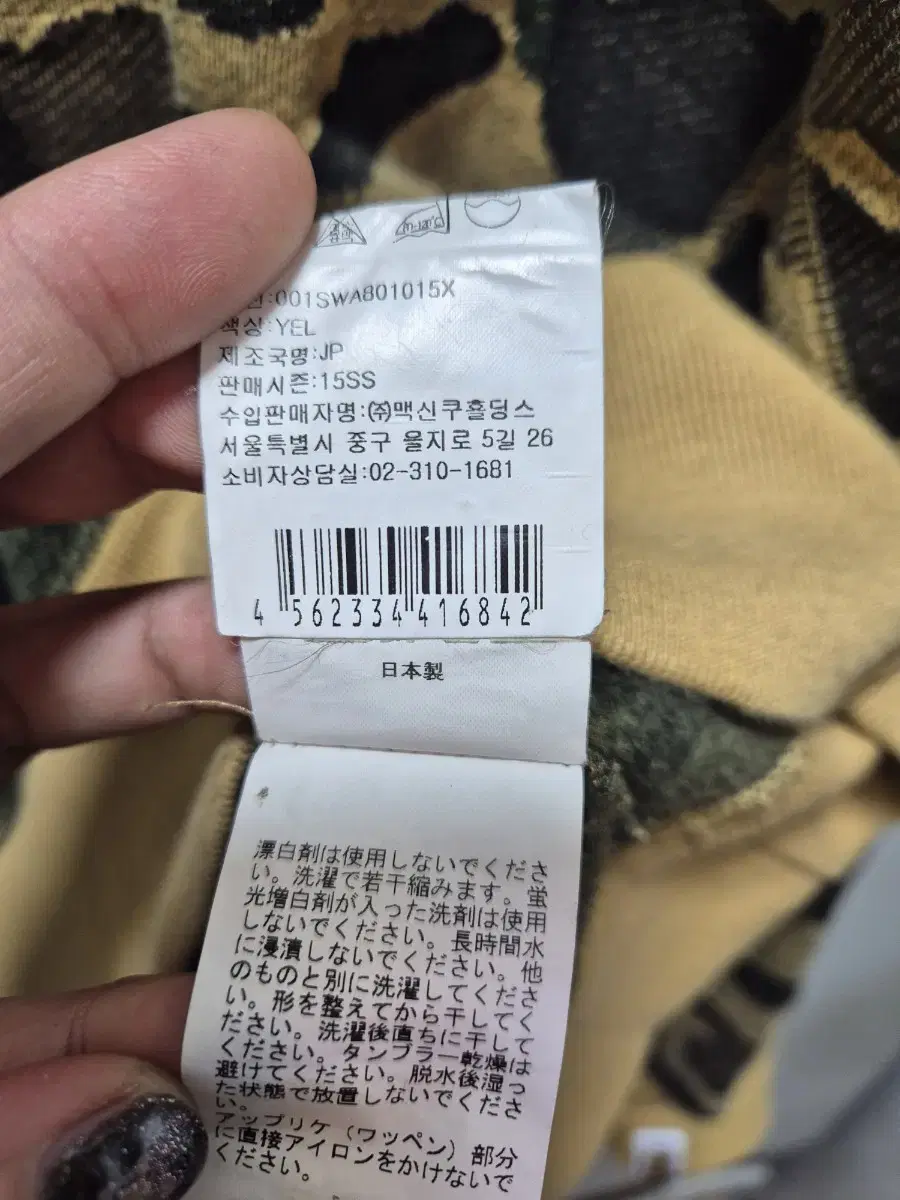 :001SWA801015X
색상:YEL
제조국명:JP
판매시즌:15SS
수입판매자명:㈜맥신쿠홀딩스
서울특별시 중구 을지로 5길 26
소비자상담실:02-310-1681
4 562334 416842
日本製
漂白剤は使用しないでくださ
い。洗濯で若干縮みます。蛍
光増白剤が入った洗剤は使用
しないでください。長時間水
に浸漬しないでください。他
のものと別に洗濯してくださ
い。形を整えてから干してく
ださい。洗濯後直ちに干して
ください。タンブラー乾燥は
避けてください。脱水後湿っ
た状態で放置しないでくださ
い。
アップリケ（ワッペン）部分
に直接アイロンをかけないで
ください。